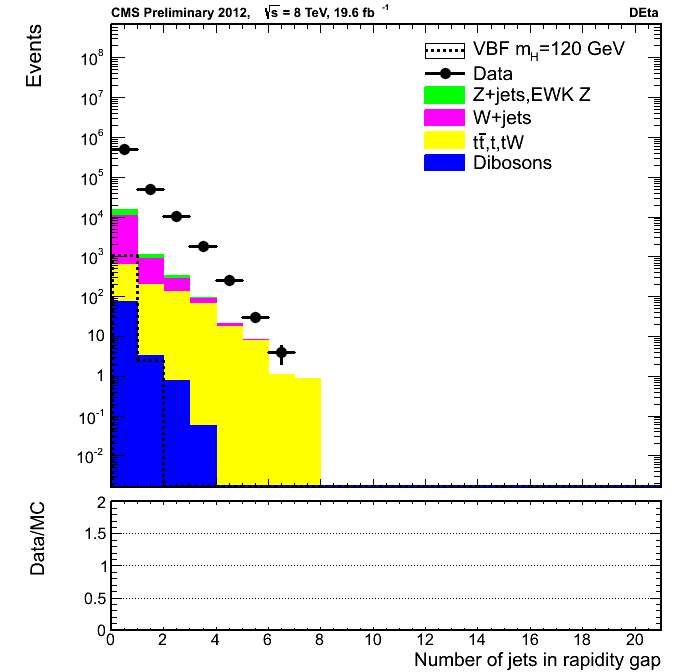 CMS Preliminary 2012, √s = 8 TeV, 19.6 fb⁻¹ DEta
Events
10⁸
10⁷
10⁶
10⁵
10⁴
10³
10²
10
1
10⁻¹
10⁻²
VBF m_H=120 GeV
Data
Z+jets,EWK Z
W+jets
tt̄,t,tW
Dibosons
Data/MC
2
1.5
1
0.5
0
0 2 4 6 8 10 12 14 16 18 20
Number of jets in rapidity gap